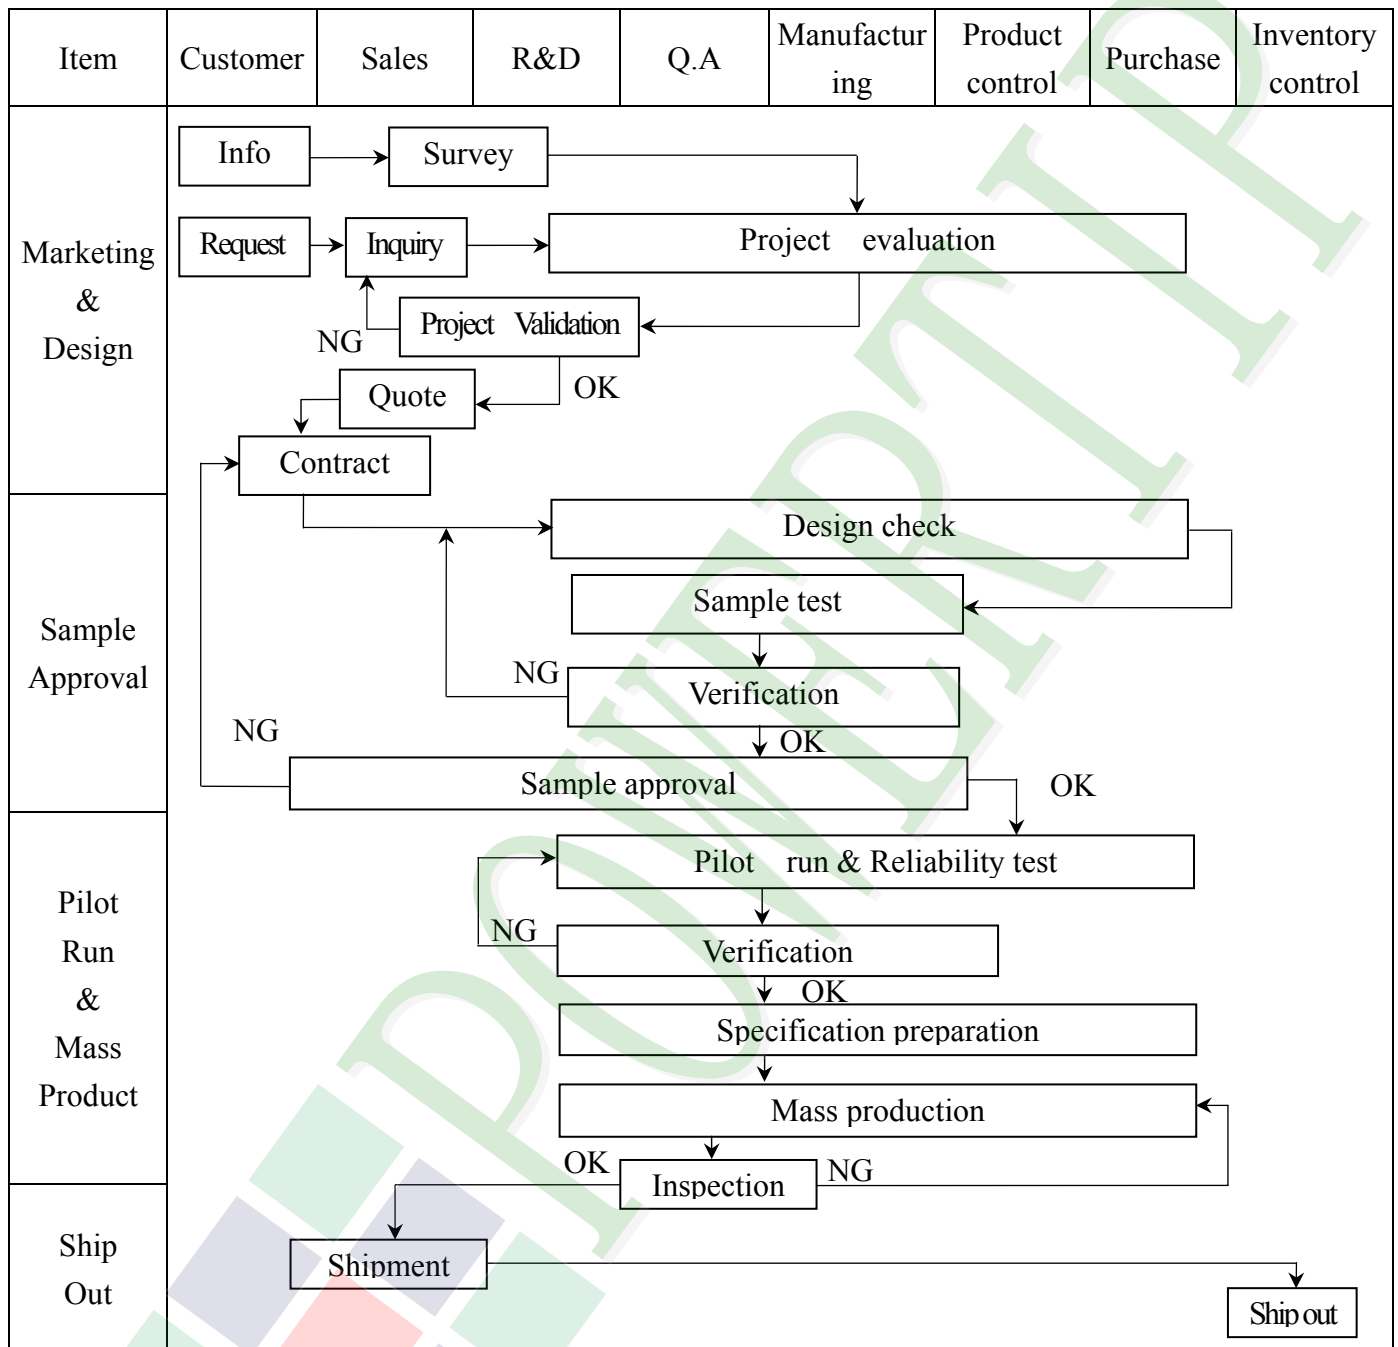 Item
Customer
Sales
R&D
Q.A
Manufactur
ing
Product
control
Purchase
Inventory
control
Marketing
&
Design
Info
Survey
Request
Inquiry
Project evaluation
NG
Project Validation
Quote
OK
Contract
Sample
Approval
Design check
Sample test
NG
Verification
NG
OK
Sample approval
OK
Pilot
Run
&
Mass
Product
Pilot run & Reliability test
NG
Verification
OK
Specification preparation
Mass production
OK
Inspection
NG
Ship
Out
Shipment
Ship out
POWERTIP